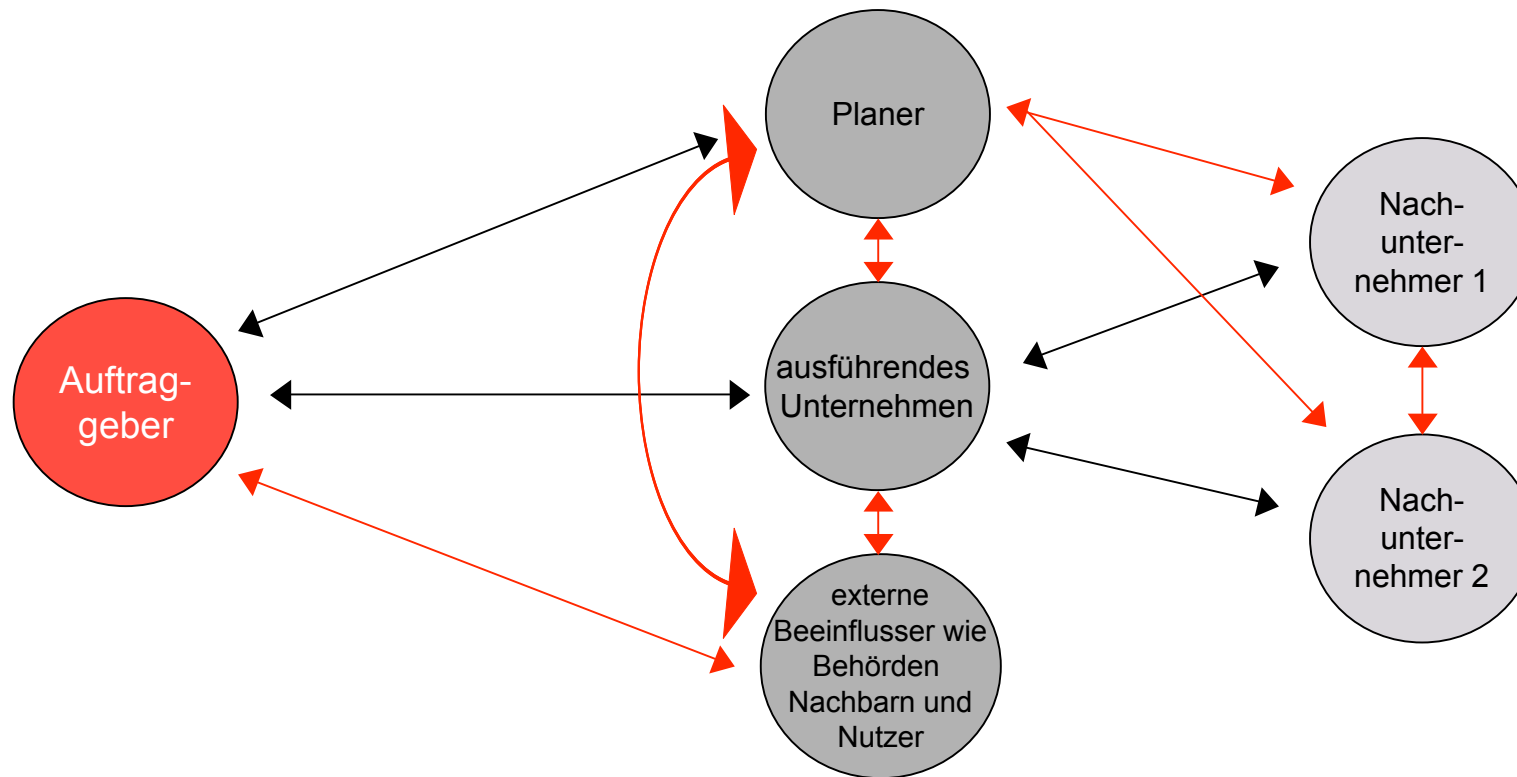 Planer
Nach-
unter-
nehmer 1
Auftrag-
geber
ausführendes
Unternehmen
Nach-
unter-
nehmer 2
externe
Beeinflusser wie
Behörden
Nachbarn und
Nutzer